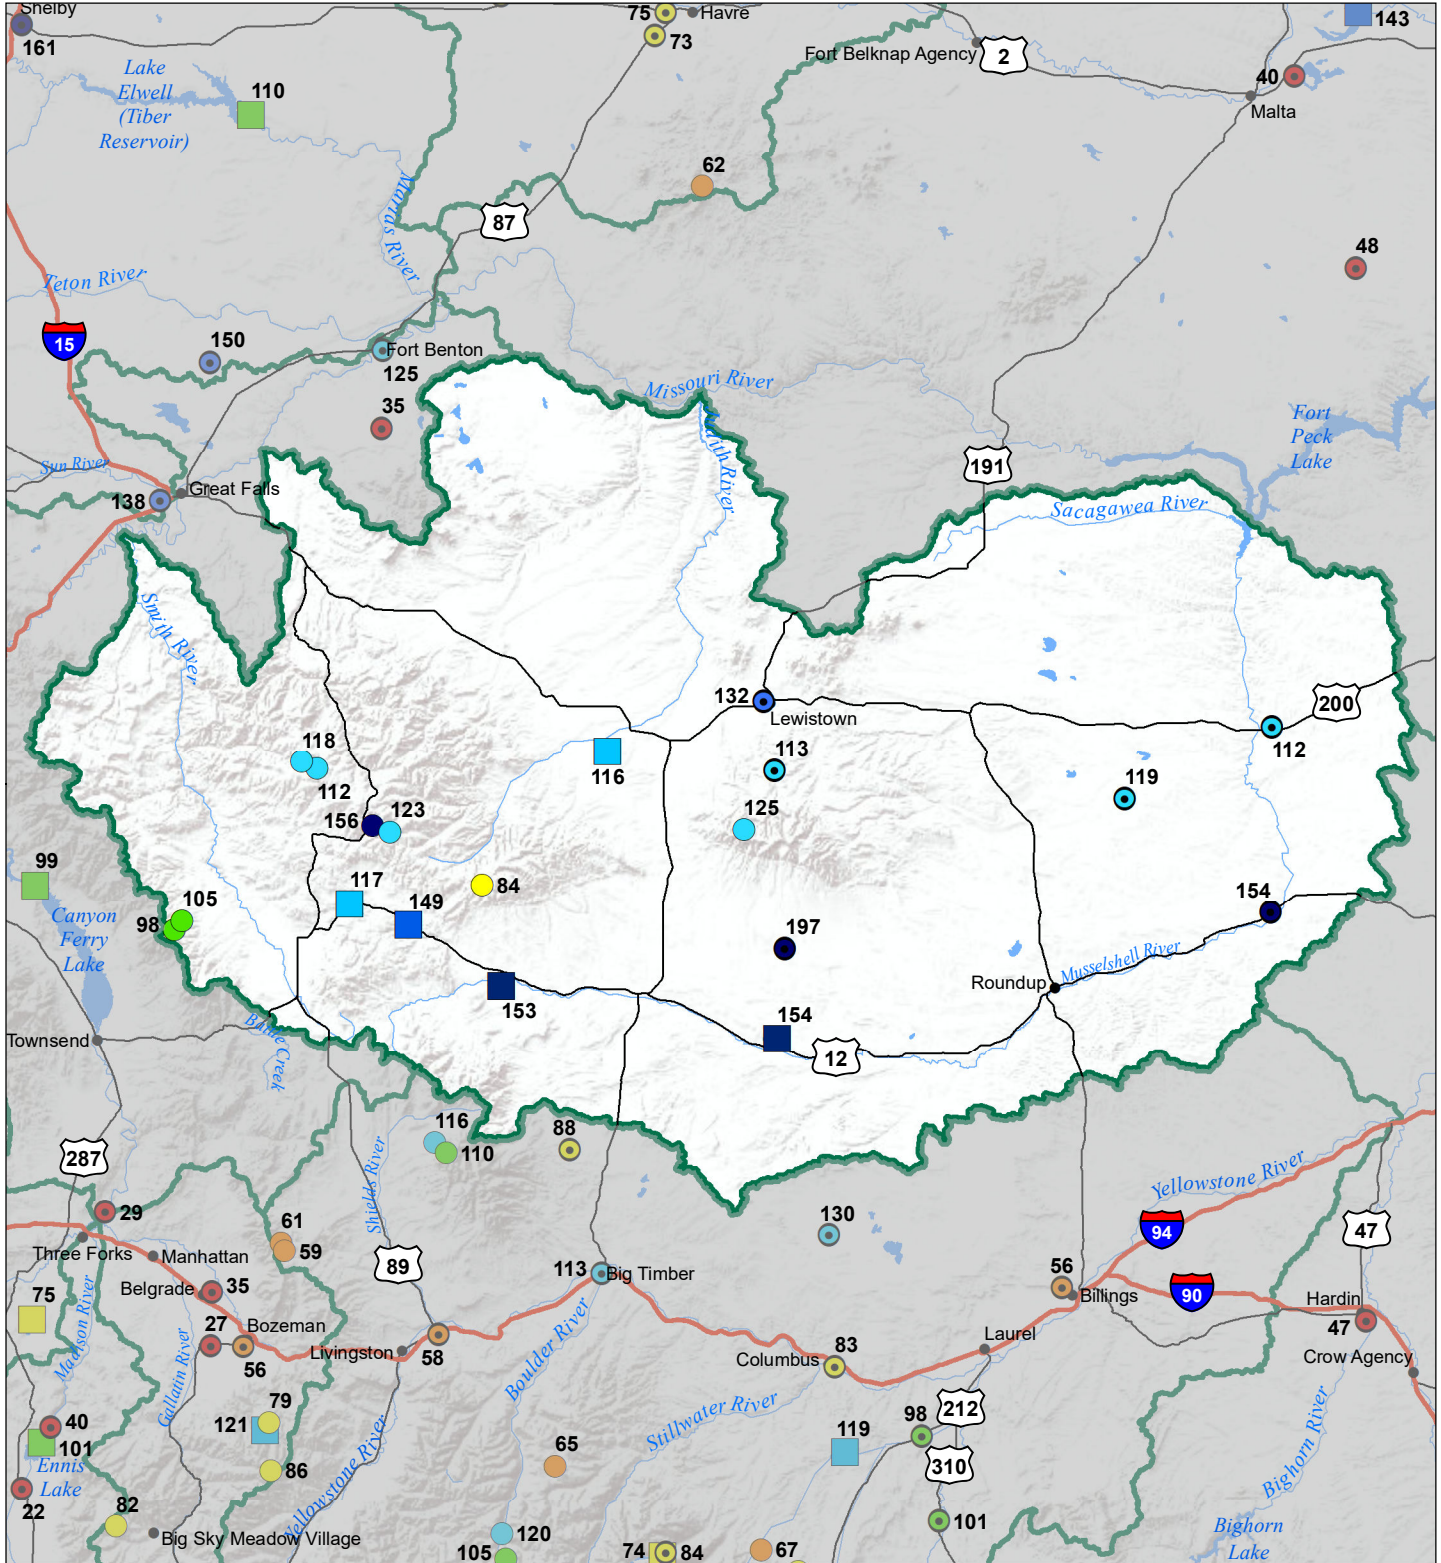 Shelby
161
75
Havre
73
Fort Belknap Agency
2
143
40
Malta
Lake
Elwell
(Tiber
Reservoir)
110
62
Marias River
87
48
Teton River
15
150
Fort Benton
125
35
Missouri River
Judith River
Fort
Peck
Lake
191
Sun River
138
Great Falls
Sacagawea River
Smith River
132
Lewistown
200
112
118
112
116
113
119
156
123
125
99
117
149
84
154
105
98
Canyon
Ferry
Lake
197
Musselshell River
Roundup
153
154
12
Townsend
Battle Creek
116
110
88
287
Shields River
Yellowstone River
29
61
59
130
94
47
Three Forks
Manhattan
89
113
Big Timber
56
Billings
90
Hardin
47
Belgrade
35
75
Madison River
27
Bozeman
56
Gallatin River
Livingston
58
Boulder River
Columbus
83
Laurel
Crow Agency
79
121
40
101
Ennis
Lake
86
Stillwater River
119
98
212
310
65
Bighorn River
22
82
Big Sky Meadow Village
Yellowstone River
120
105
74
84
67
101
Bighorn
Lake